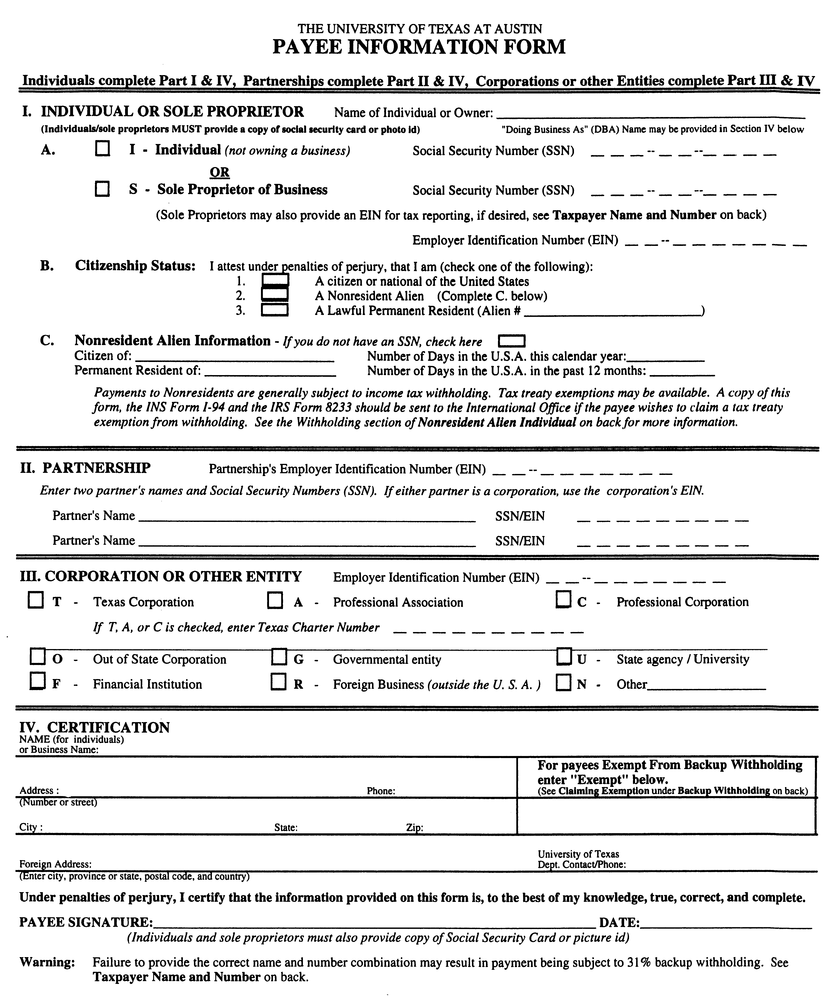 THE UNIVERSITY OF TEXAS AT AUSTIN
PAYEE INFORMATION FORM
Individuals complete Part I & IV, Partnerships complete Part II & IV, Corporations or other Entities complete Part III & IV
I. INDIVIDUAL OR SOLE PROPRIETOR Name of Individual or Owner: ____
(Individuals/sole proprietors MUST provide a copy of social security card or photo id) "Doing Business As" (DBA) Name may be provided in Section IV below
A. I - Individual (not owning a business) Social Security Number (SSN) _ _ _ -- _ _ -- _ _ _ _
OR
S - Sole Proprietor of Business Social Security Number (SSN) _ _ _ -- _ _ -- _ _ _ _
(Sole Proprietors may also provide an EIN for tax reporting, if desired, see Taxpayer Name and Number on back)
Employer Identification Number (EIN) _ _ -- _ _ _ _ _ _ _
B. Citizenship Status: I attest under penalties of perjury, that I am (check one of the following):
1. A citizen or national of the United States
2. A Nonresident Alien (Complete C. below)
3. A Lawful Permanent Resident (Alien # ____)
C. Nonresident Alien Information - If you do not have an SSN, check here
Citizen of: ____ Number of Days in the U.S.A. this calendar year: ____
Permanent Resident of: ____ Number of Days in the U.S.A. in the past 12 months: ____
Payments to Nonresidents are generally subject to income tax withholding. Tax treaty exemptions may be available. A copy of this
form, the INS Form I-94 and the IRS Form 8233 should be sent to the International Office if the payee wishes to claim a tax treaty
exemption from withholding. See the Withholding section of Nonresident Alien Individual on back for more information.
II. PARTNERSHIP Partnership's Employer Identification Number (EIN) _ _ -- _ _ _ _ _ _ _
Enter two partner's names and Social Security Numbers (SSN). If either partner is a corporation, use the corporation's EIN.
Partner's Name ____ SSN/EIN _ _ _ _ _ _ _ _ _
Partner's Name ____ SSN/EIN _ _ _ _ _ _ _ _ _
III. CORPORATION OR OTHER ENTITY Employer Identification Number (EIN) _ _ -- _ _ _ _ _ _ _
T - Texas Corporation A - Professional Association C - Professional Corporation
If T, A, or C is checked, enter Texas Charter Number _ _ _ _ _ _ _ _ _ _
O - Out of State Corporation G - Governmental entity U - State agency / University
F - Financial Institution R - Foreign Business (outside the U. S. A. ) N - Other____
IV. CERTIFICATION
NAME (for individuals)
or Business Name:
For payees Exempt From Backup Withholding
enter "Exempt" below.
Address : Phone: (See Claiming Exemption under Backup Withholding on back)
(Number or street)
City : State: Zip:
University of Texas
Foreign Address: Dept. Contact/Phone:
(Enter city, province or state, postal code, and country)
Under penalties of perjury, I certify that the information provided on this form is, to the best of my knowledge, true, correct, and complete.
PAYEE SIGNATURE:____ DATE:____
(Individuals and sole proprietors must also provide copy of Social Security Card or picture id)
Warning: Failure to provide the correct name and number combination may result in payment being subject to 31% backup withholding. See
Taxpayer Name and Number on back.